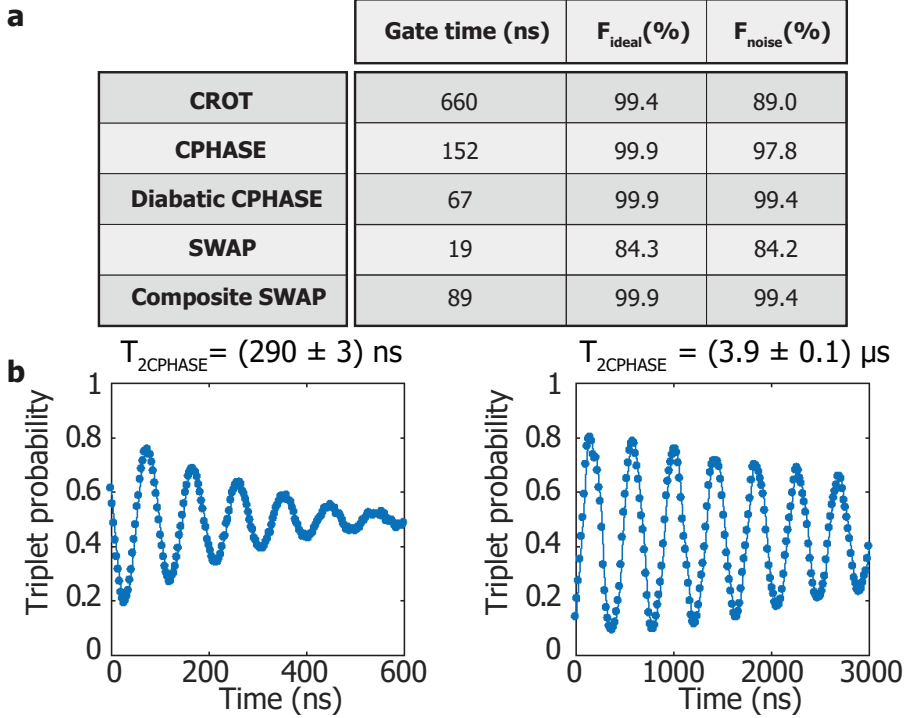 a
Gate time (ns) F_ideal(%) F_noise(%)
CROT 660 99.4 89.0
CPHASE 152 99.9 97.8
Diabatic CPHASE 67 99.9 99.4
SWAP 19 84.3 84.2
Composite SWAP 89 99.9 99.4
b
T_2CPHASE = (290 ± 3) ns
Triplet probability
1
0.8
0.6
0.4
0.2
0
0 200 400 600
Time (ns)
T_2CPHASE = (3.9 ± 0.1) µs
Triplet probability
1
0.8
0.6
0.4
0.2
0
0 1000 2000 3000
Time (ns)